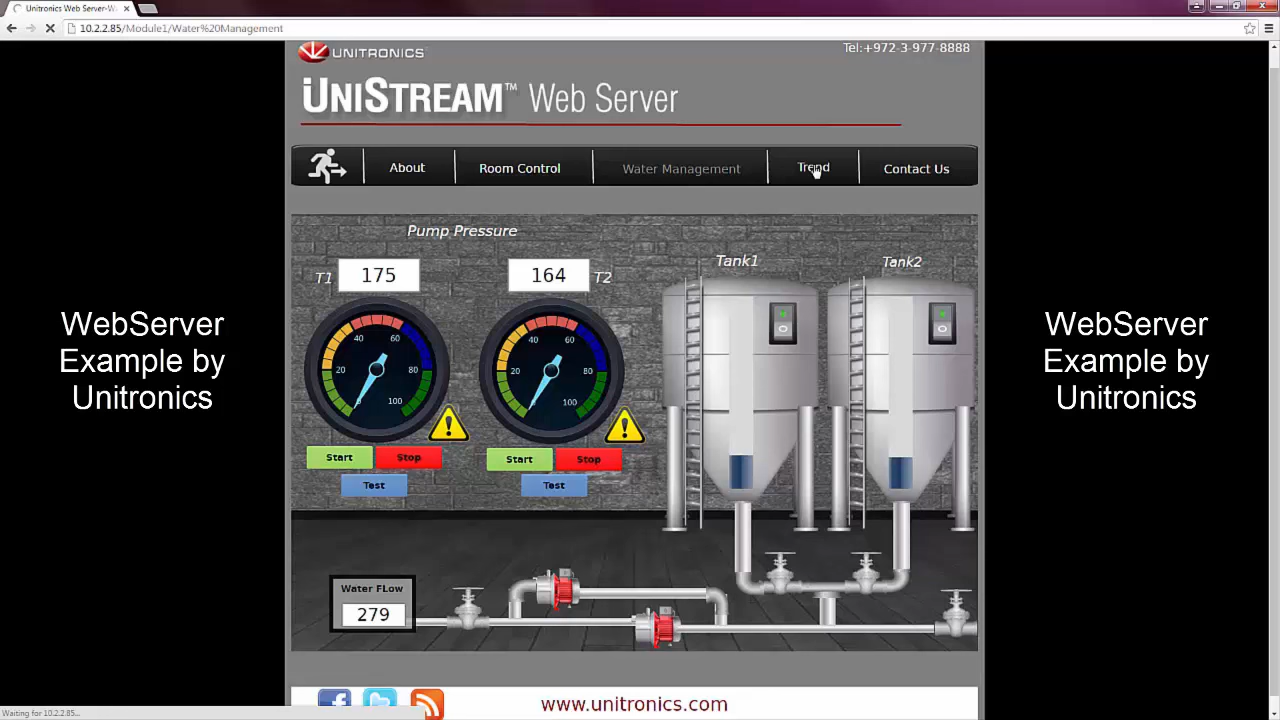 Unitronics Web Server-W
10.2.2.85/Module1/Water%20Management
UNITRONICS
Tel:+972-3-977-8888
UNISTREAM™ Web Server
About
Room Control
Water Management
Trend
Contact Us
Pump Pressure
T1
175
164
T2
Tank1
Tank2
20
40
60
80
100
20
40
60
80
100
Start
Stop
Test
Start
Stop
Test
Water FLow
279
WebServer
Example by
Unitronics
WebServer
Example by
Unitronics
www.unitronics.com
Waiting for 10.2.2.85...